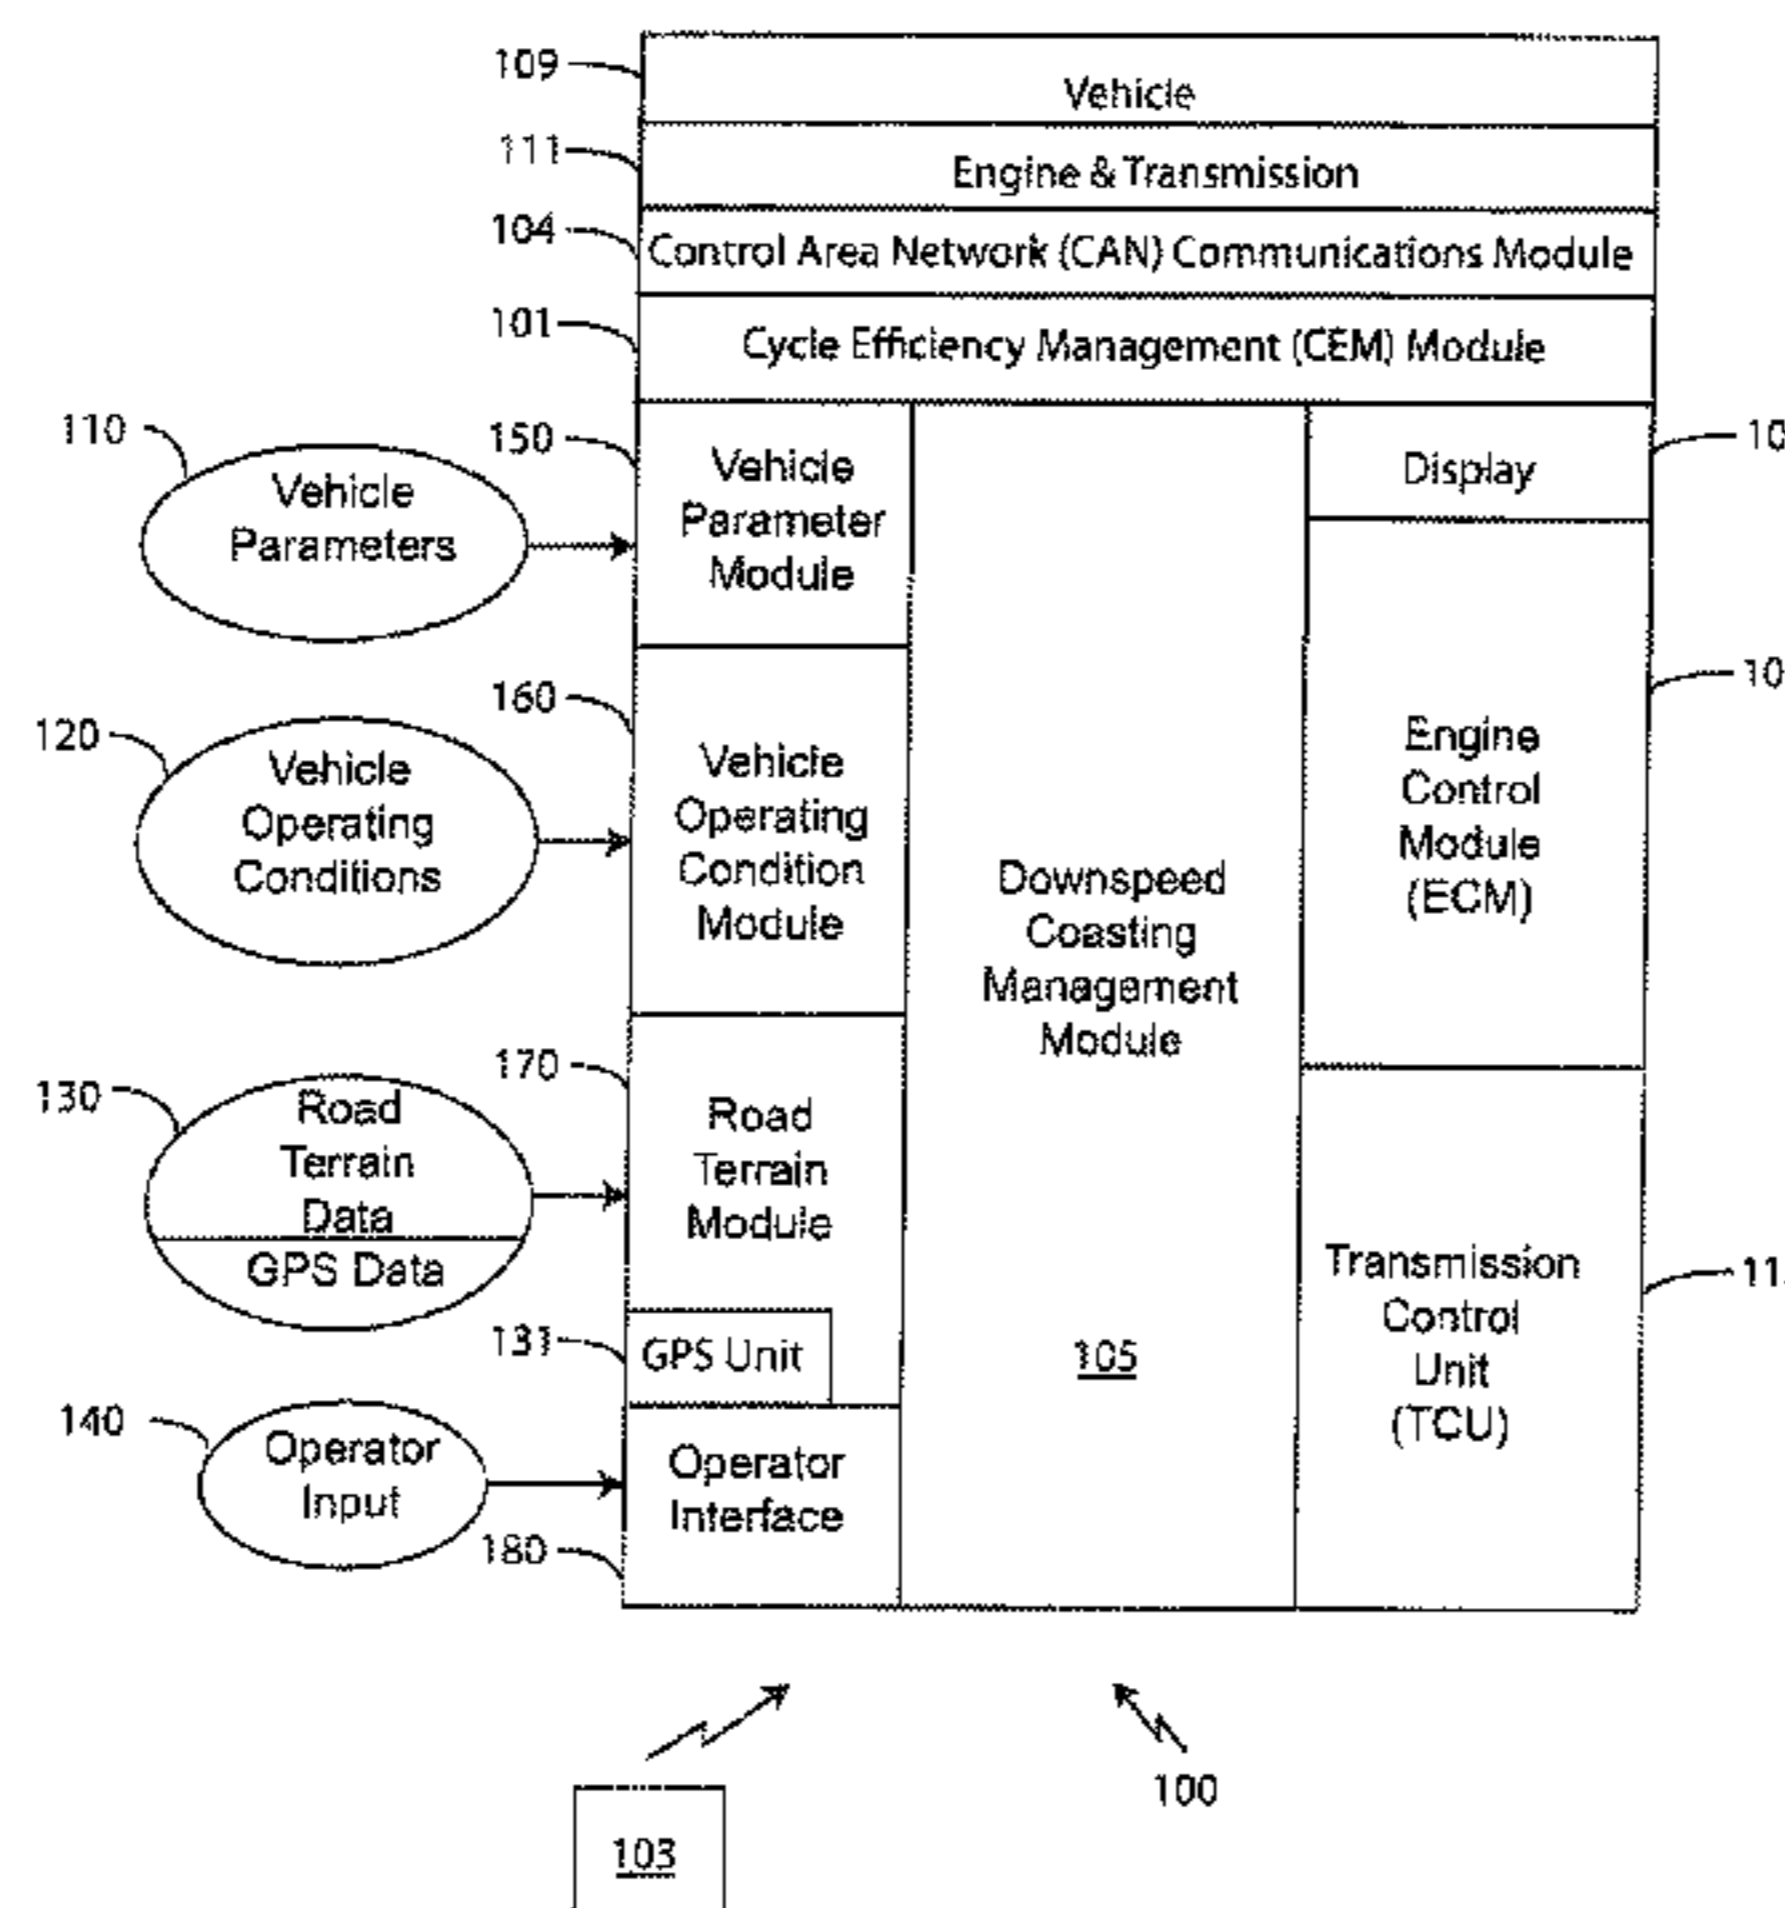 109
Vehicle
111
Engine & Transmission
104
Control Area Network (CAN) Communications Module
101
Cycle Efficiency Management (CEM) Module
110
Vehicle
Parameters
150
Vehicle
Parameter
Module
Display
10
120
Vehicle
Operating
Conditions
160
Vehicle
Operating
Condition
Module
Downspeed
Coasting
Management
Module
105
Engine
Control
Module
(ECM)
10
130
Road
Terrain
Data
GPS Data
170
Road
Terrain
Module
131
GPS Unit
Transmission
Control
Unit
(TCU)
11
140
Operator
Input
Operator
Interface
180
100
103